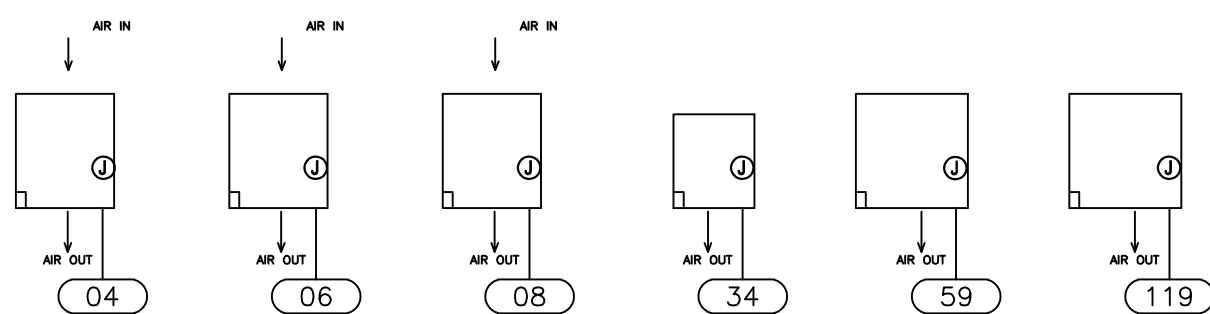 AIR IN AIR IN AIR IN
J J J J J J
AIR OUT AIR OUT AIR OUT AIR OUT AIR OUT AIR OUT
04 06 08 34 59 119